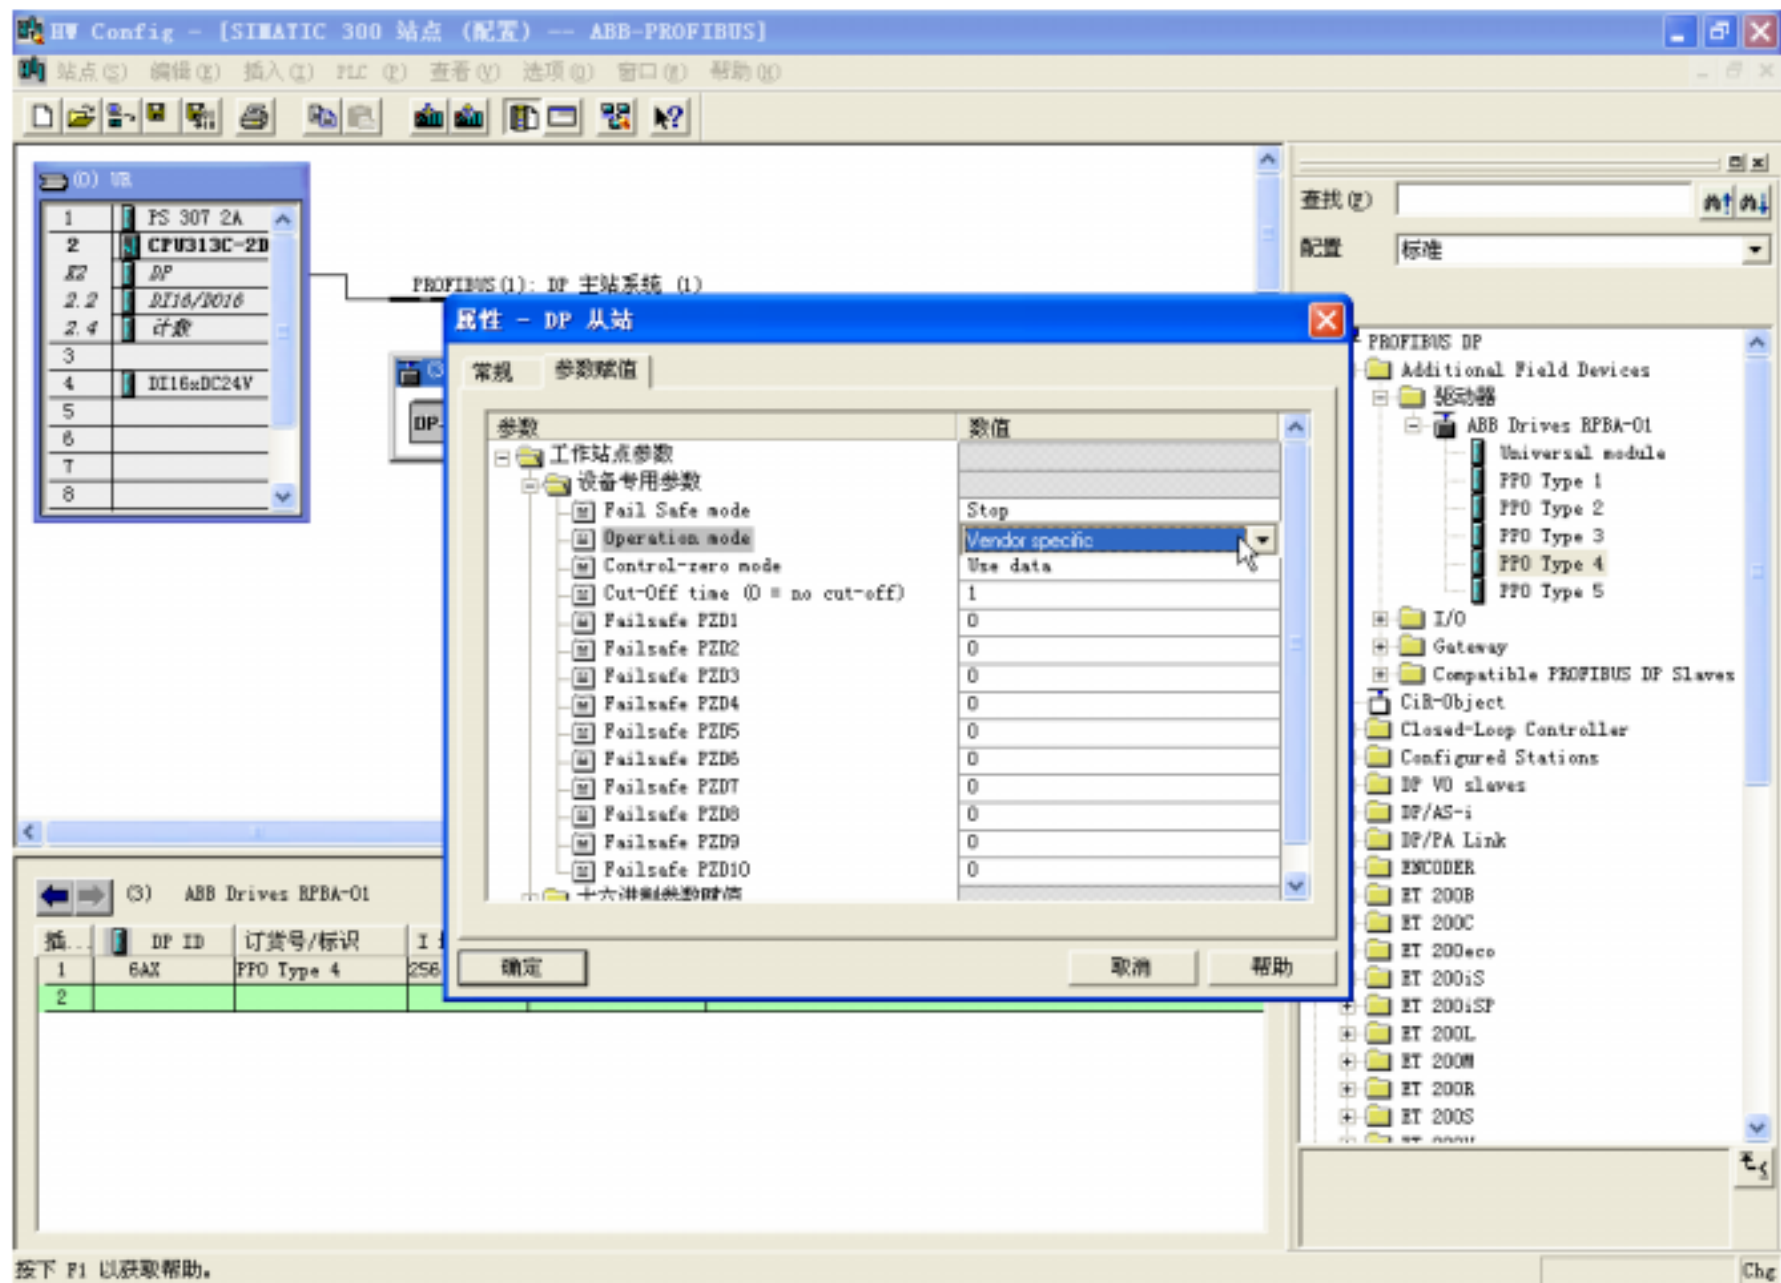 HW Config - [SIMATIC 300 站点 (配置) -- ABB-PROFIBUS]
站点(S) 编辑(E) 插入(I) PLC (P) 查看(V) 选项(O) 窗口(W) 帮助(H)
(0) UR
1 PS 307 2A
2 CPU313C-2D
X2 DP
2.2 DI16/DO16
2.4 计数
3
4 DI16xDC24V
5
6
7
8
PROFIBUS(1): DP 主站系统 (1)
(3
DP-
属性 - DP 从站
常规 参数赋值
参数 数值
工作站点参数
设备专用参数
Fail Safe mode Stop
Operation mode Vendor specific
Control-zero mode Use data
Cut-Off time (0 = no cut-off) 1
Failsafe PZD1 0
Failsafe PZD2 0
Failsafe PZD3 0
Failsafe PZD4 0
Failsafe PZD5 0
Failsafe PZD6 0
Failsafe PZD7 0
Failsafe PZD8 0
Failsafe PZD9 0
Failsafe PZD10 0
十六进制参数赋值
确定 取消 帮助
查找(F)
配置 标准
PROFIBUS DP
Additional Field Devices
驱动器
ABB Drives RPBA-01
Universal module
PPO Type 1
PPO Type 2
PPO Type 3
PPO Type 4
PPO Type 5
I/O
Gateway
Compatible PROFIBUS DP Slaves
CiR-Object
Closed-Loop Controller
Configured Stations
DP V0 slaves
DP/AS-i
DP/PA Link
ENCODER
ET 200B
ET 200C
ET 200eco
ET 200iS
ET 200iSP
ET 200L
ET 200M
ET 200R
ET 200S
(3) ABB Drives RPBA-01
插... DP ID 订货号/标识 I
1 6AX PPO Type 4 256
2
按下 F1 以获取帮助。
Chg